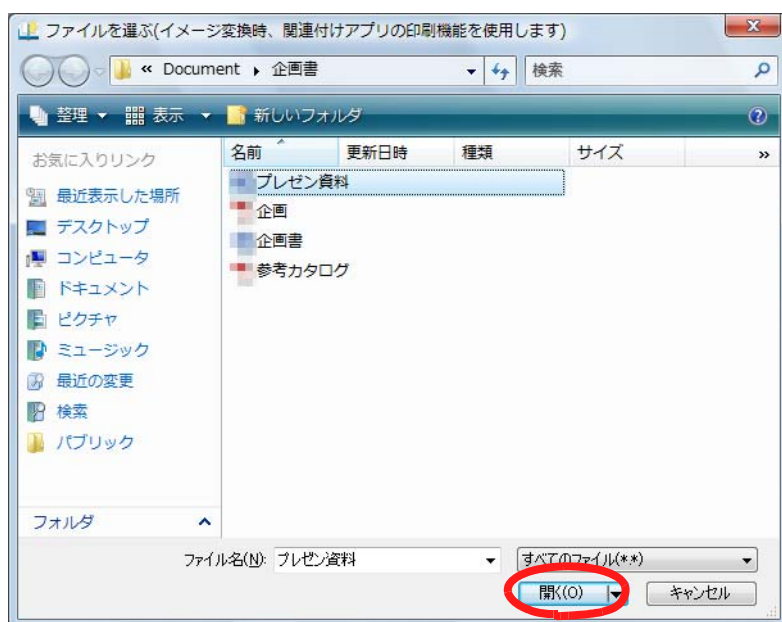 ファイルを選ぶ(イメージ変換時、関連付けアプリの印刷機能を使用します)
« Document ▸ 企画書
検索
整理 表示 新しいフォルダ
お気に入りリンク
最近表示した場所
デスクトップ
コンピュータ
ドキュメント
ピクチャ
ミュージック
最近の変更
検索
パブリック
フォルダ
名前 更新日時 種類 サイズ »
プレゼン資料
企画
企画書
参考カタログ
ファイル名(N): プレゼン資料
すべてのファイル(*.*)
開く(O) キャンセル